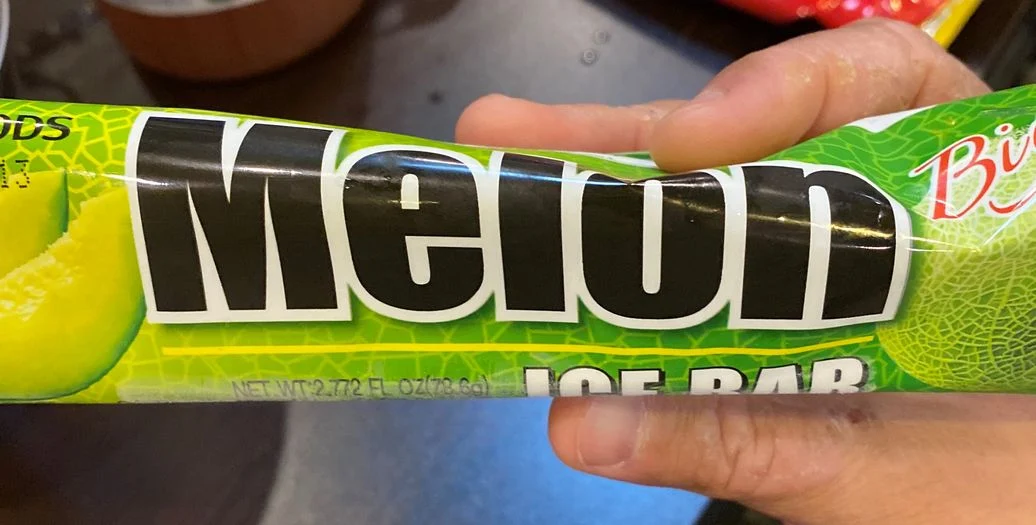 Melon
ICE BAR
NET WT:2.772 FL OZ(78.6g)